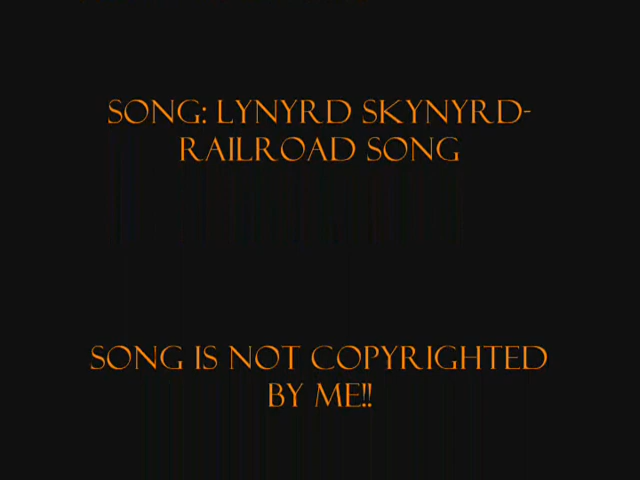 SONG: LYNYRD SKYNYRD-
RAILROAD SONG
SONG IS NOT COPYRIGHTED
BY ME!!